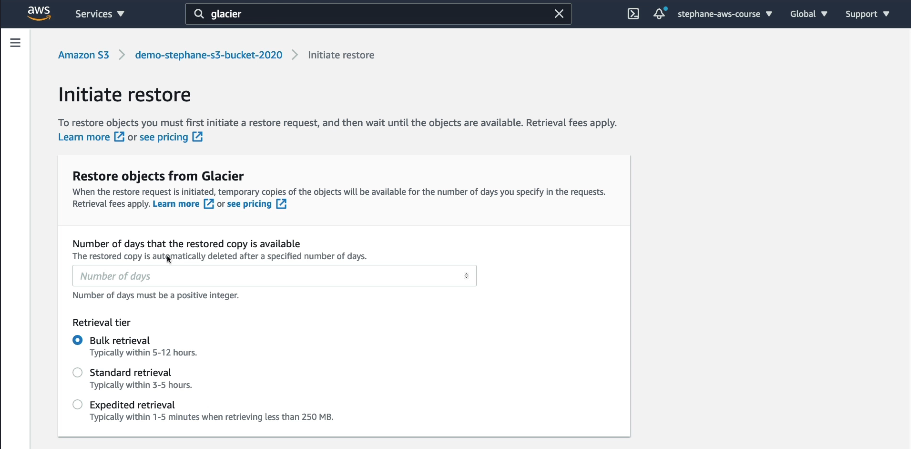 aws Services ▼ glacier stephane-aws-course ▼ Global ▼ Support ▼
Amazon S3 > demo-stephane-s3-bucket-2020 > Initiate restore
Initiate restore
To restore objects you must first initiate a restore request, and then wait until the objects are available. Retrieval fees apply.
Learn more or see pricing
Restore objects from Glacier
When the restore request is initiated, temporary copies of the objects will be available for the number of days you specify in the requests.
Retrieval fees apply. Learn more or see pricing
Number of days that the restored copy is available
The restored copy is automatically deleted after a specified number of days.
Number of days
Number of days must be a positive integer.
Retrieval tier
Bulk retrieval
Typically within 5-12 hours.
Standard retrieval
Typically within 3-5 hours.
Expedited retrieval
Typically within 1-5 minutes when retrieving less than 250 MB.